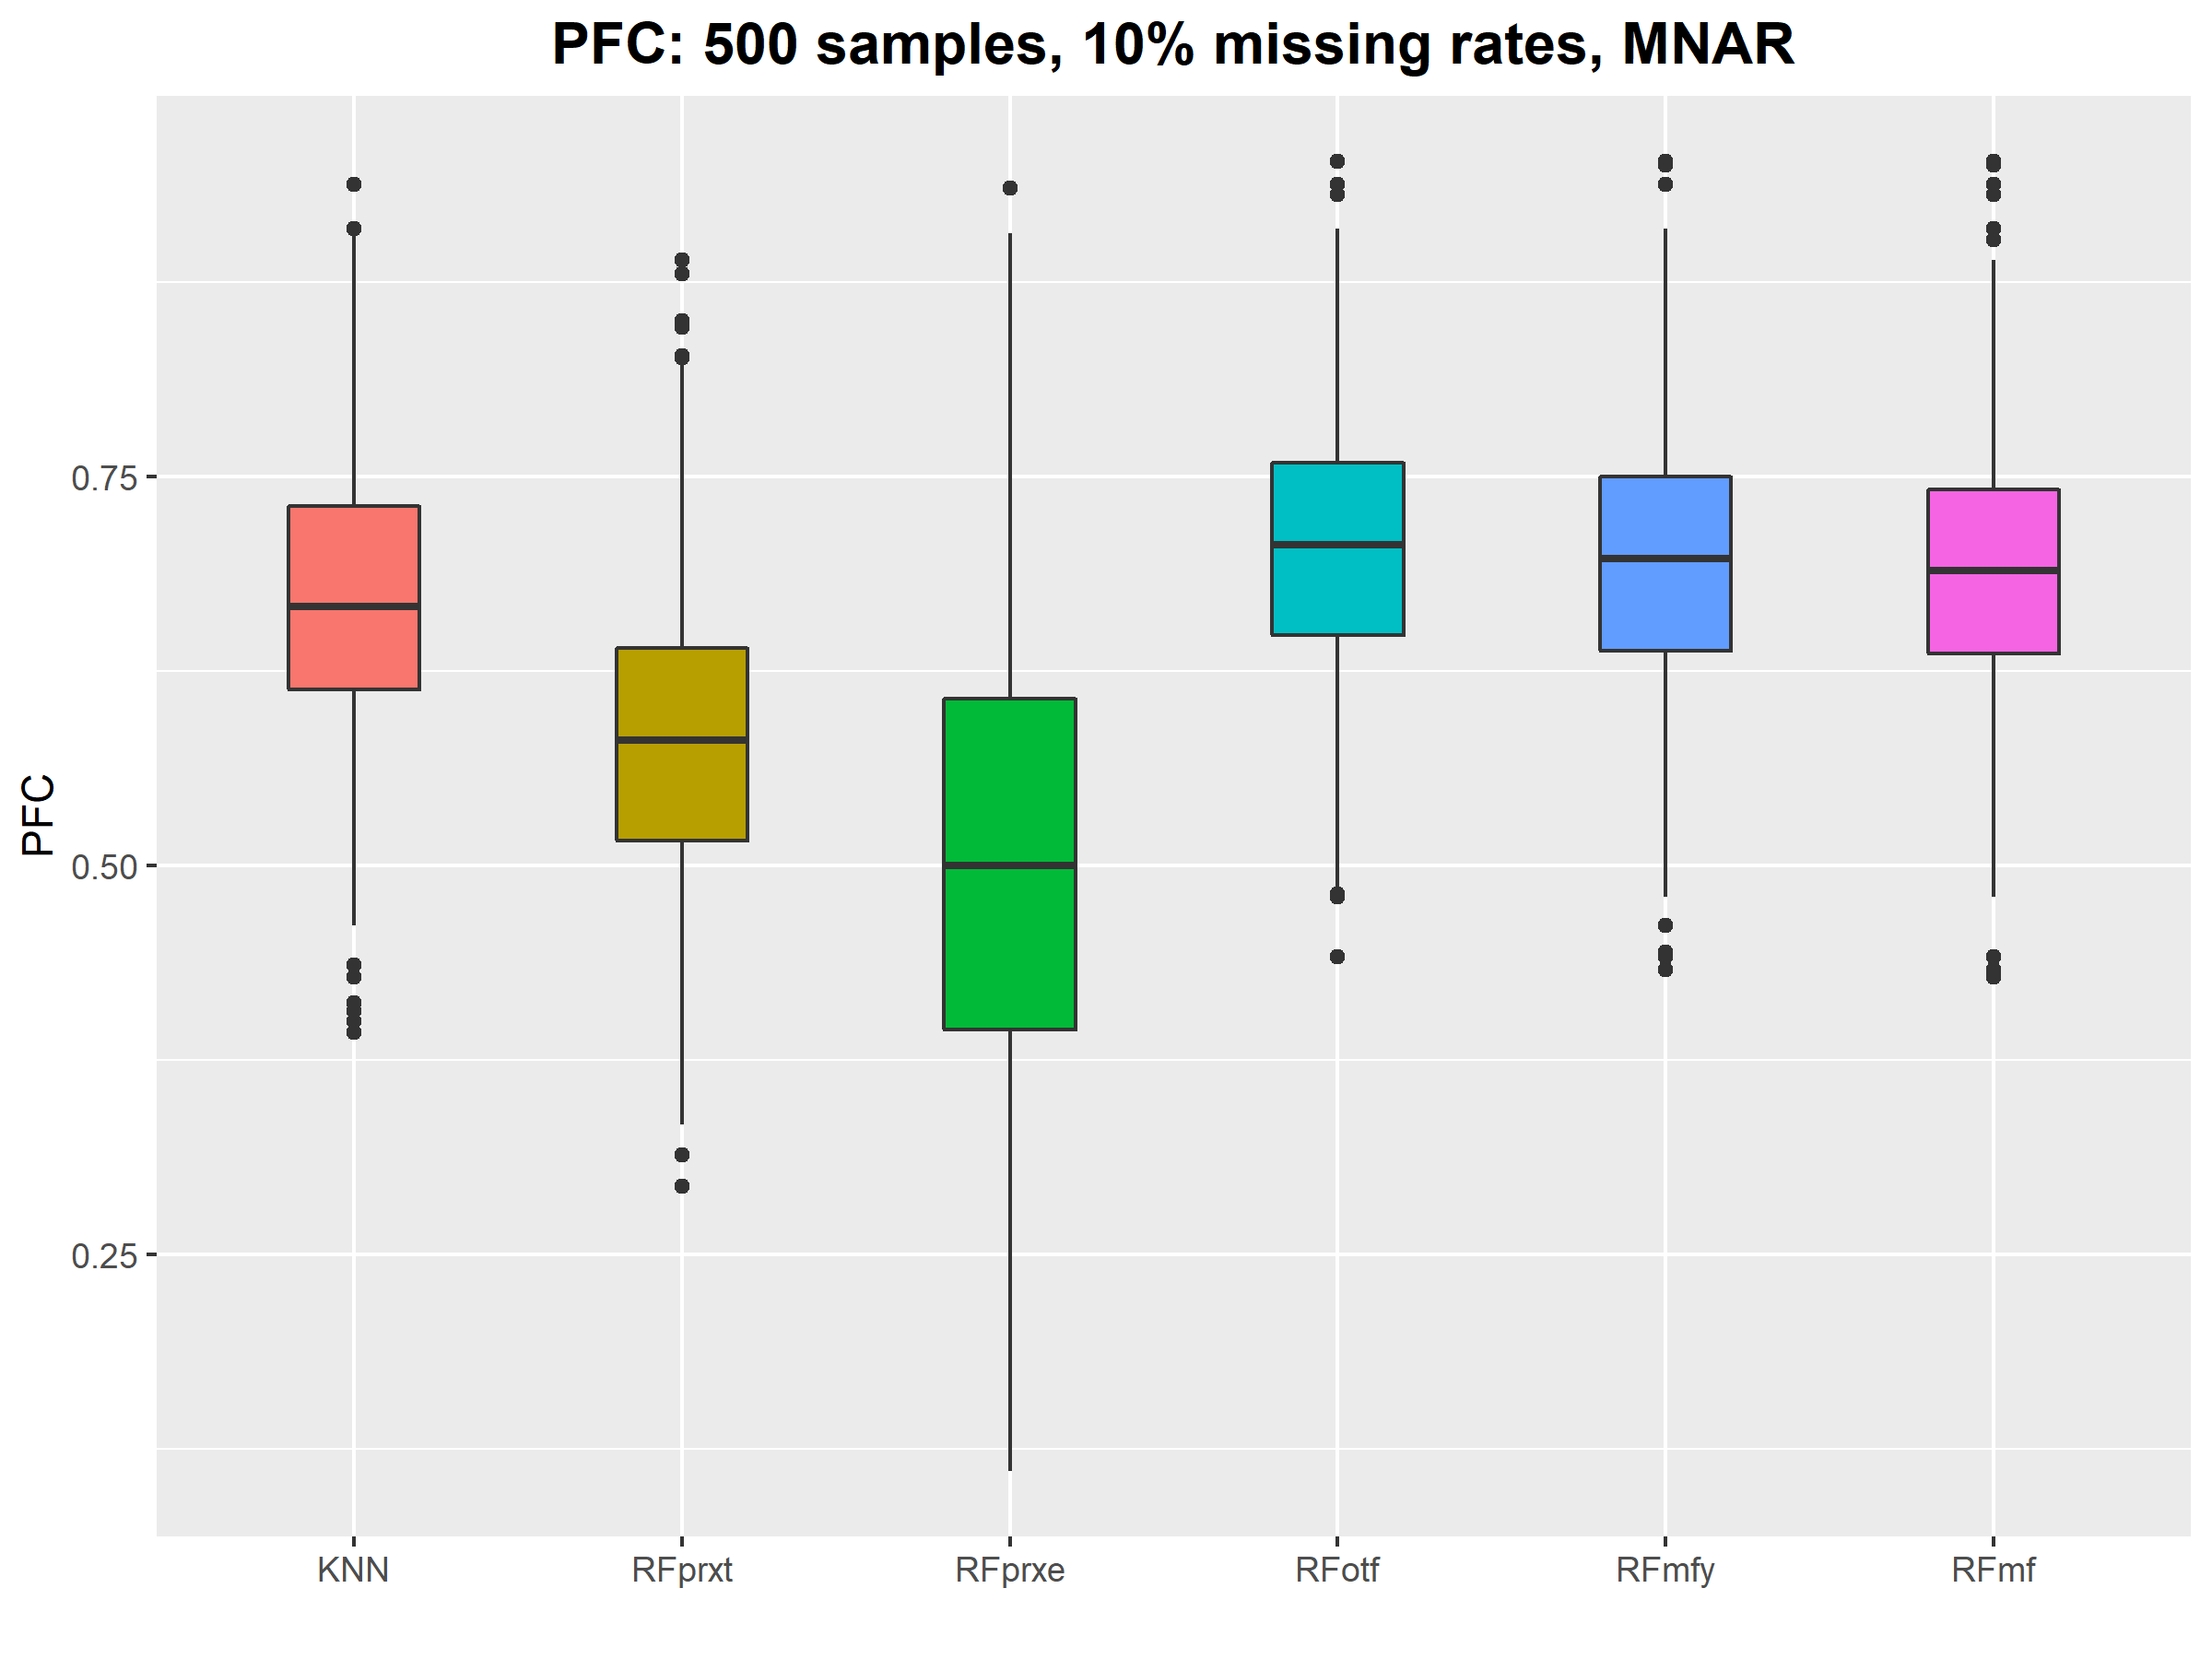 PFC: 500 samples, 10% missing rates, MNAR
PFC
0.75
0.50
0.25
KNN RFprxt RFprxe RFotf RFmfy RFmf